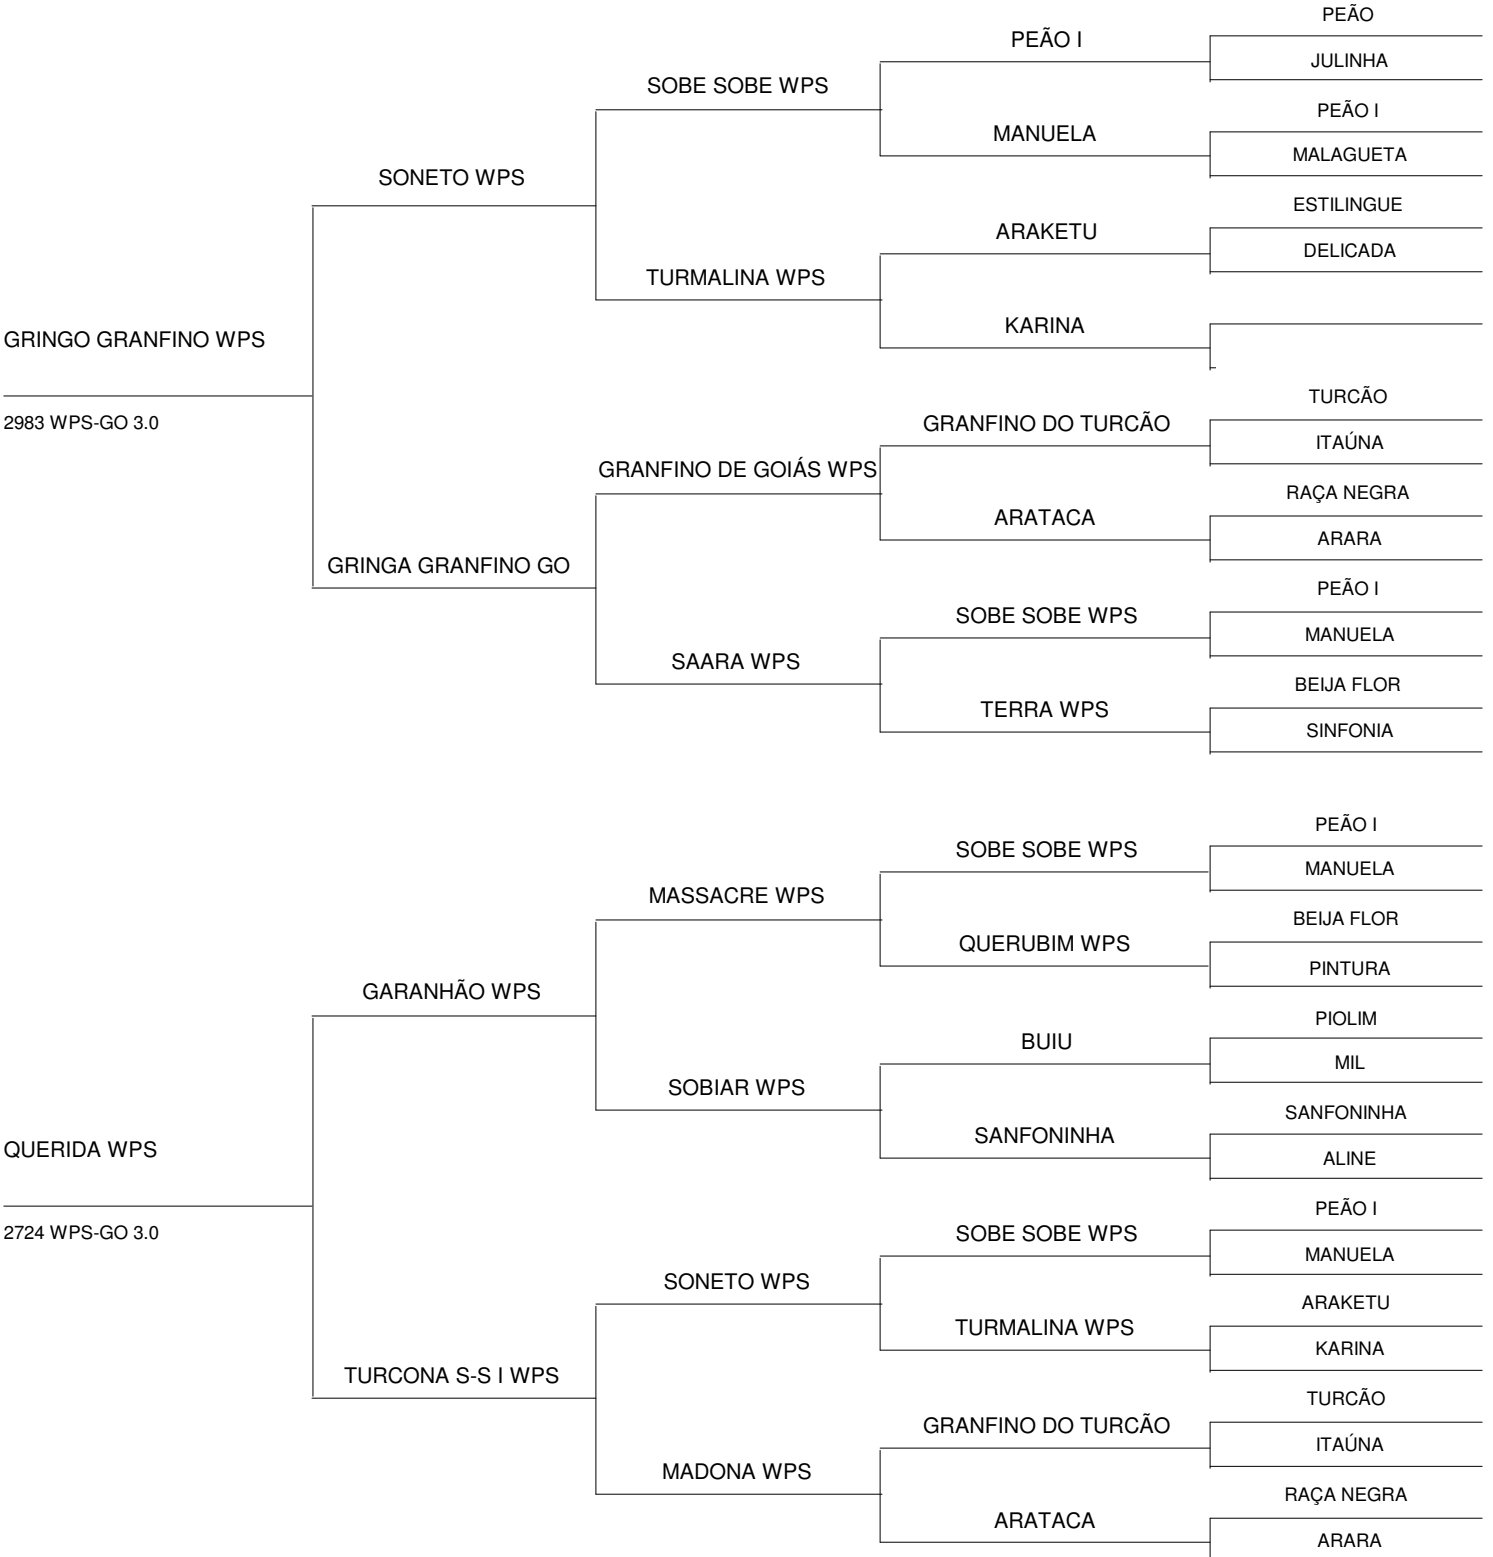 PEÃO
PEÃO I
JULINHA
SOBE SOBE WPS
PEÃO I
MANUELA
MALAGUETA
SONETO WPS
ESTILINGUE
ARAKETU
DELICADA
TURMALINA WPS
KARINA
GRINGO GRANFINO WPS
TURCÃO
2983 WPS-GO 3.0
GRANFINO DO TURCÃO
ITAÚNA
GRANFINO DE GOIÁS WPS
RAÇA NEGRA
ARATACA
ARARA
GRINGA GRANFINO GO
PEÃO I
SOBE SOBE WPS
MANUELA
SAARA WPS
BEIJA FLOR
TERRA WPS
SINFONIA
PEÃO I
SOBE SOBE WPS
MANUELA
MASSACRE WPS
BEIJA FLOR
QUERUBIM WPS
PINTURA
GARANHÃO WPS
PIOLIM
BUIU
MIL
SOBIAR WPS
SANFONINHA
SANFONINHA
ALINE
QUERIDA WPS
PEÃO I
2724 WPS-GO 3.0
SOBE SOBE WPS
MANUELA
SONETO WPS
ARAKETU
TURMALINA WPS
KARINA
TURCONA S-S I WPS
TURCÃO
GRANFINO DO TURCÃO
ITAÚNA
MADONA WPS
RAÇA NEGRA
ARATACA
ARARA